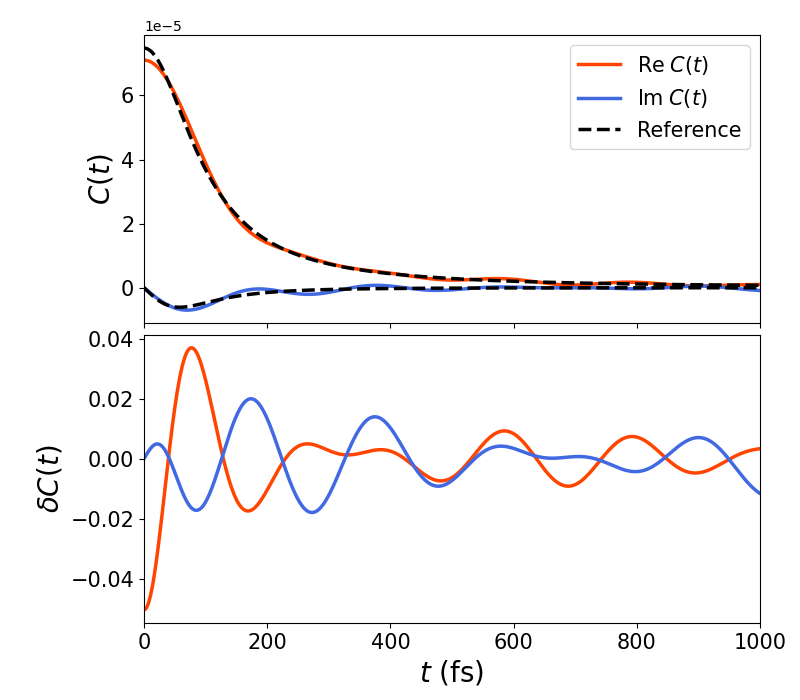 1e−5
6
4
2
0
C(t)
Re C(t)
Im C(t)
Reference
0.04
0.02
0.00
−0.02
−0.04
δC(t)
0 200 400 600 800 1000
t (fs)